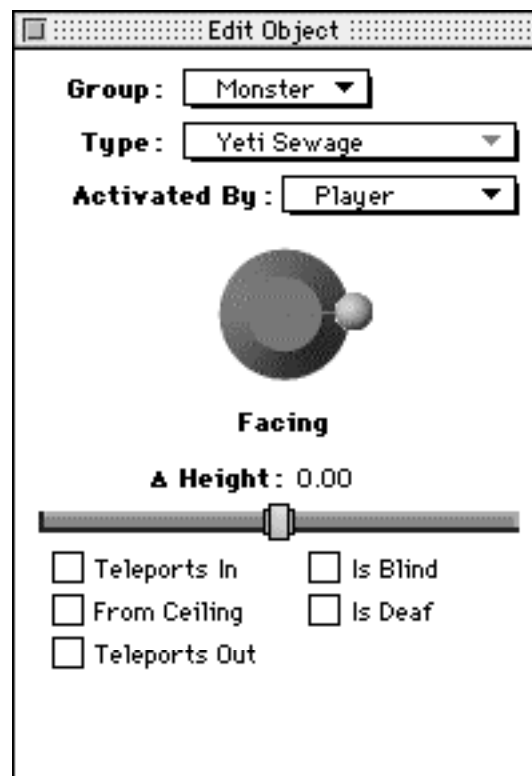 Edit Object
Group: Monster
Type: Yeti Sewage
Activated By: Player
Facing
Δ Height: 0.00
Teleports In Is Blind
From Ceiling Is Deaf
Teleports Out